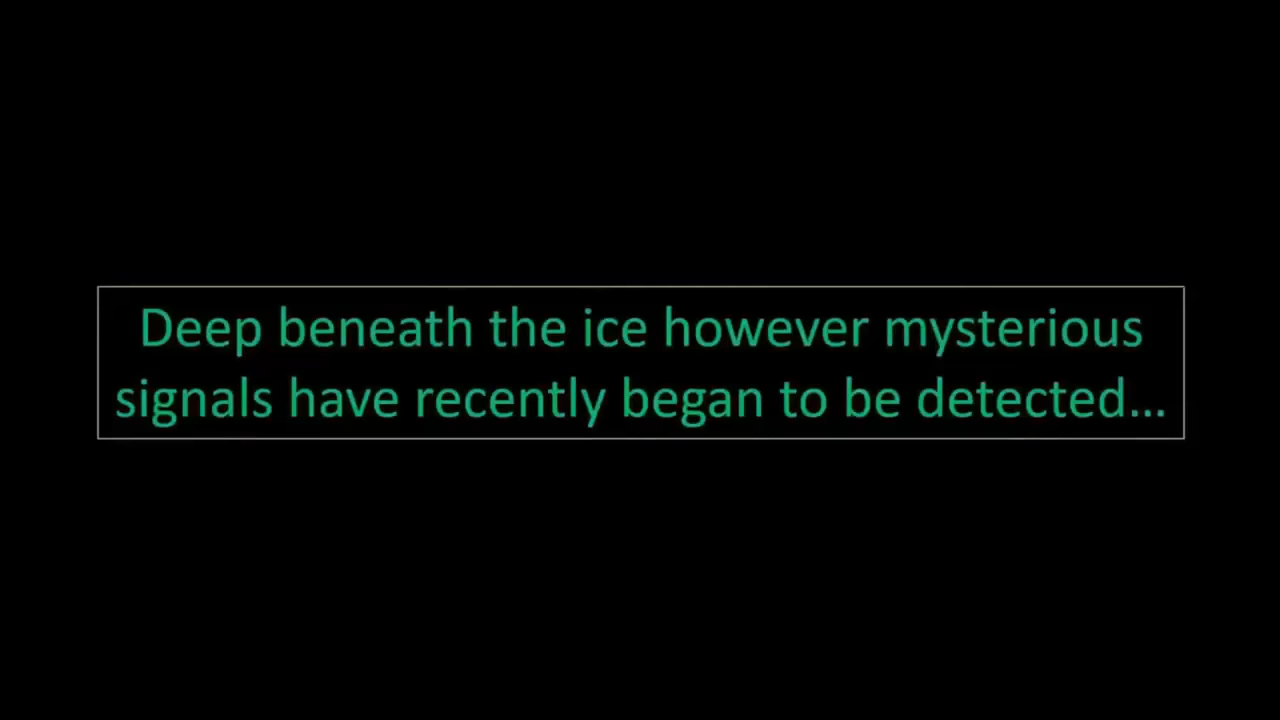 Deep beneath the ice however mysterious
signals have recently began to be detected...